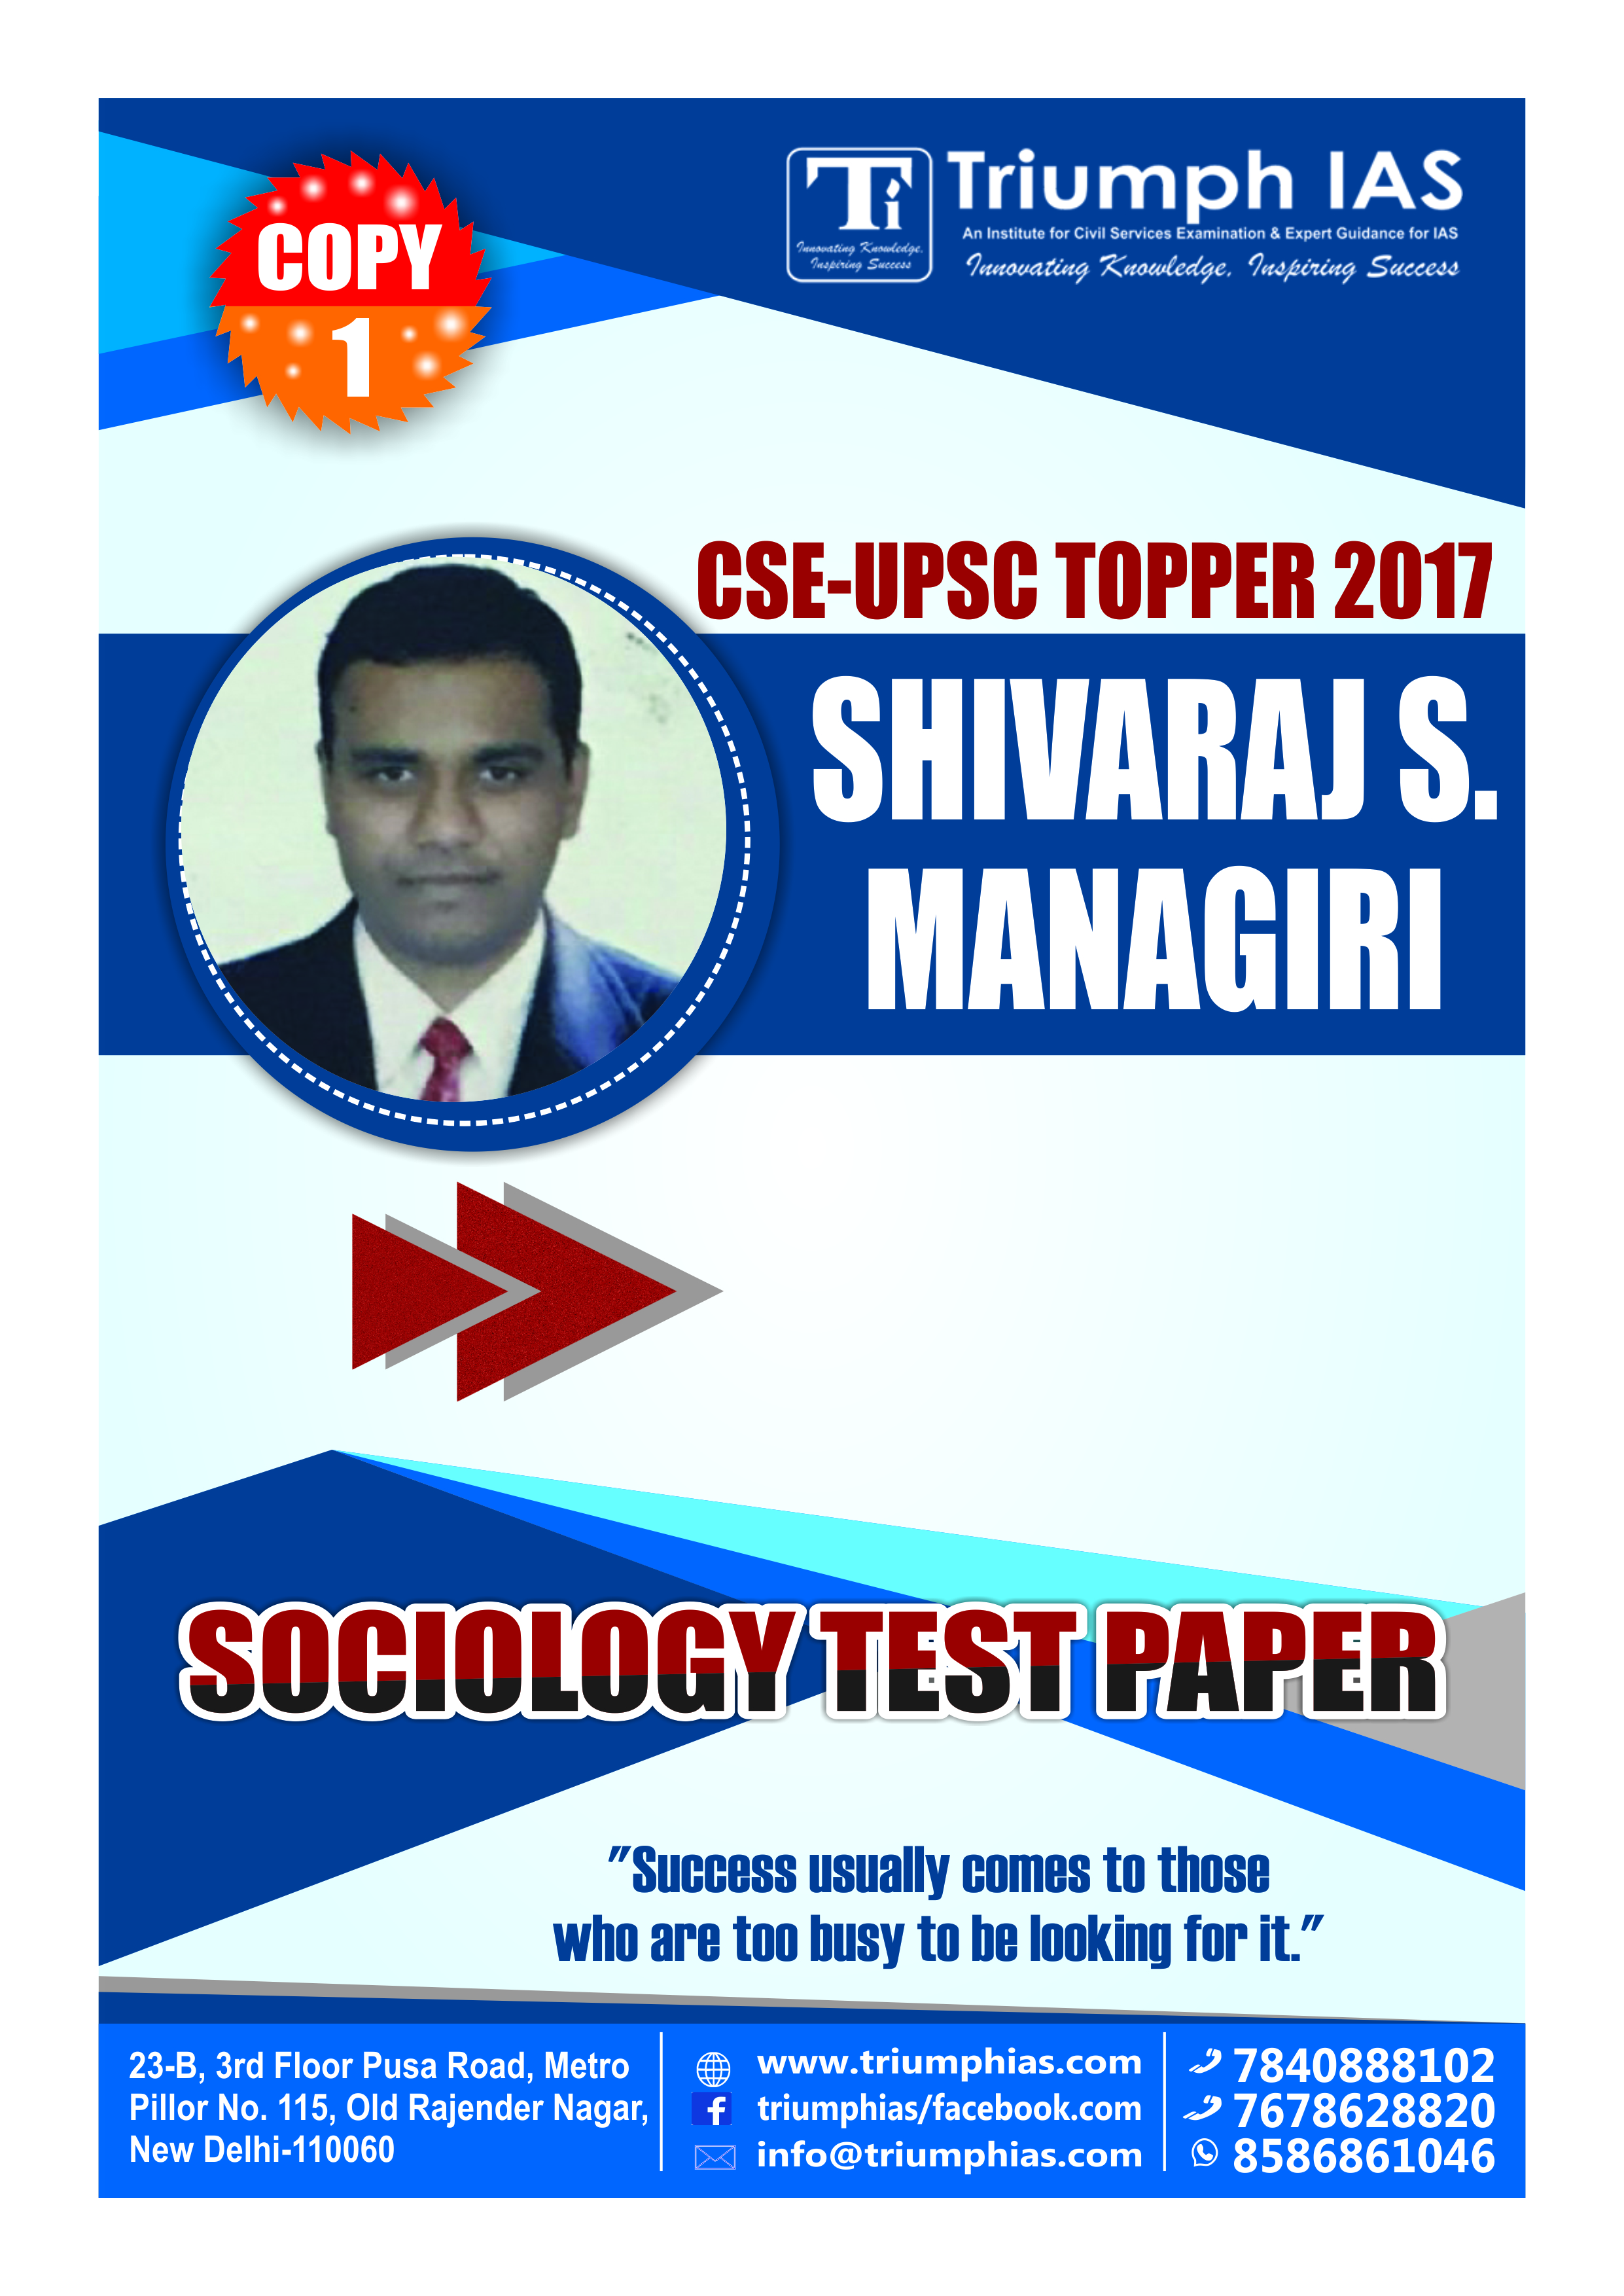 COPY
1
Ti
Innovating Knowledge,
Inspiring Success
Triumph IAS
An Institute for Civil Services Examination & Expert Guidance for IAS
Innovating Knowledge, Inspiring Success
CSE-UPSC TOPPER 2017
SHIVARAJ S.
MANAGIRI
SOCIOLOGY TEST PAPER
"Success usually comes to those
who are too busy to be looking for it."
23-B, 3rd Floor Pusa Road, Metro
Pillor No. 115, Old Rajender Nagar,
New Delhi-110060
www.triumphias.com
f triumphias/facebook.com
info@triumphias.com
7840888102
7678628820
8586861046